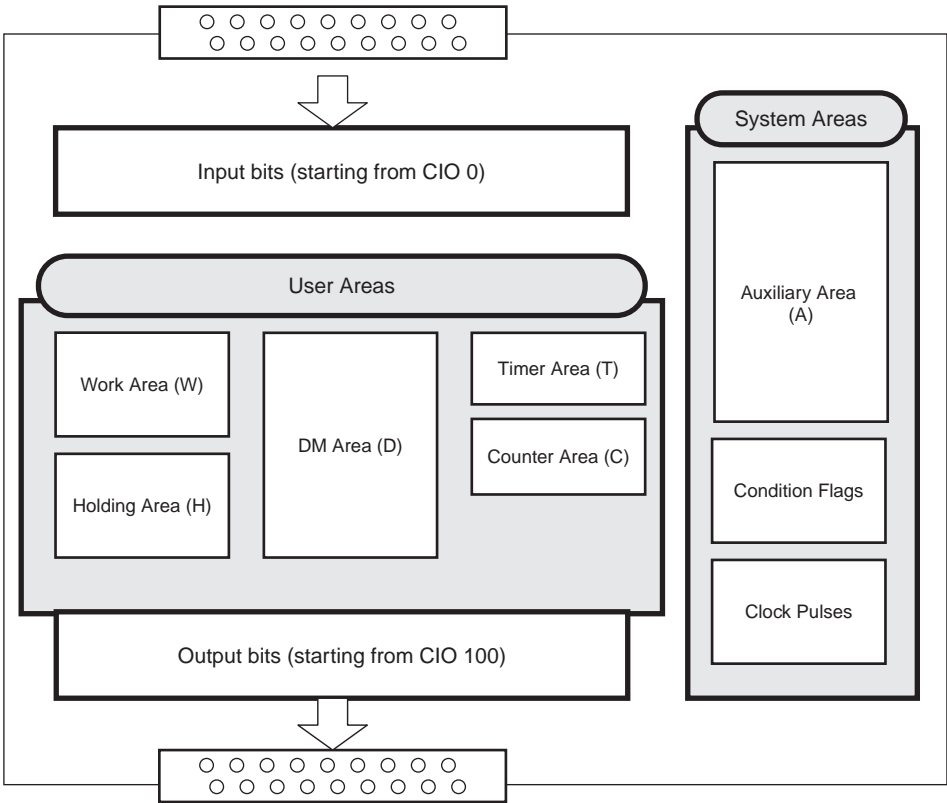 Input bits (starting from CIO 0)
User Areas
Work Area (W)
Holding Area (H)
DM Area (D)
Timer Area (T)
Counter Area (C)
Output bits (starting from CIO 100)
System Areas
Auxiliary Area
(A)
Condition Flags
Clock Pulses